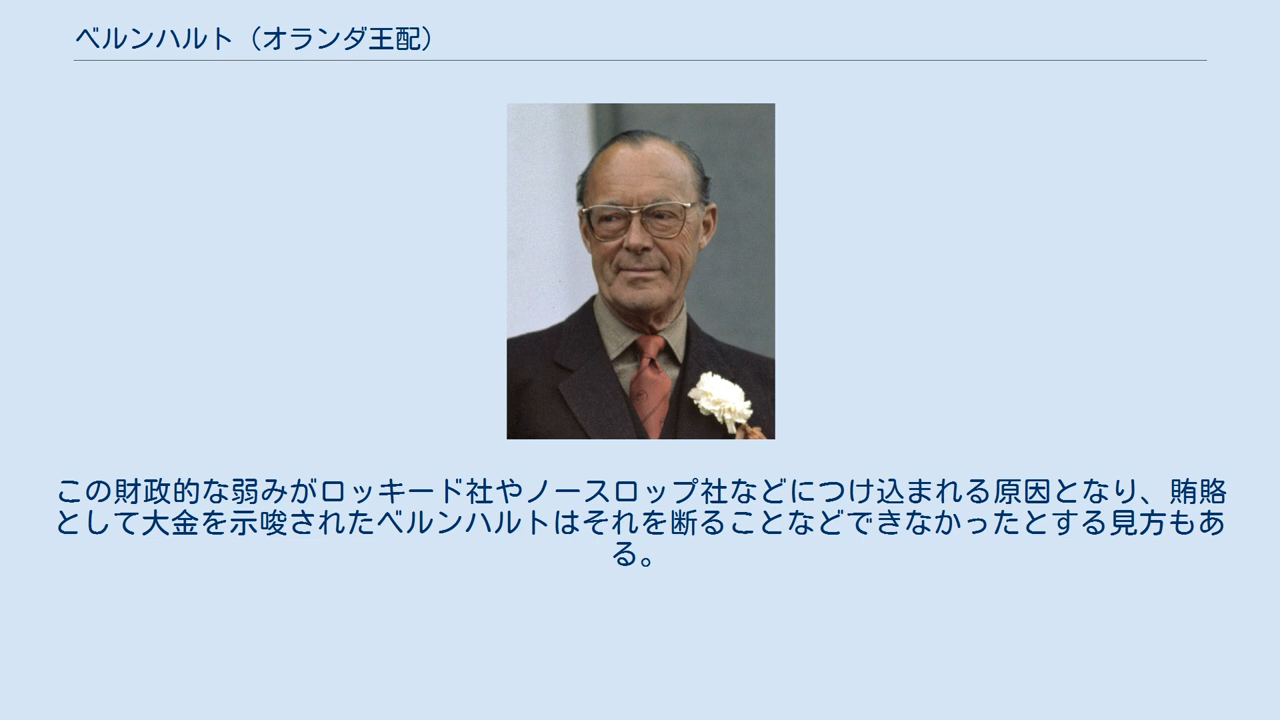 ベルンハルト（オランダ王配）
この財政的な弱みがロッキード社やノースロップ社などにつけ込まれる原因となり、賄賂
として大金を示唆されたベルンハルトはそれを断ることなどできなかったとする見方もあ
る。